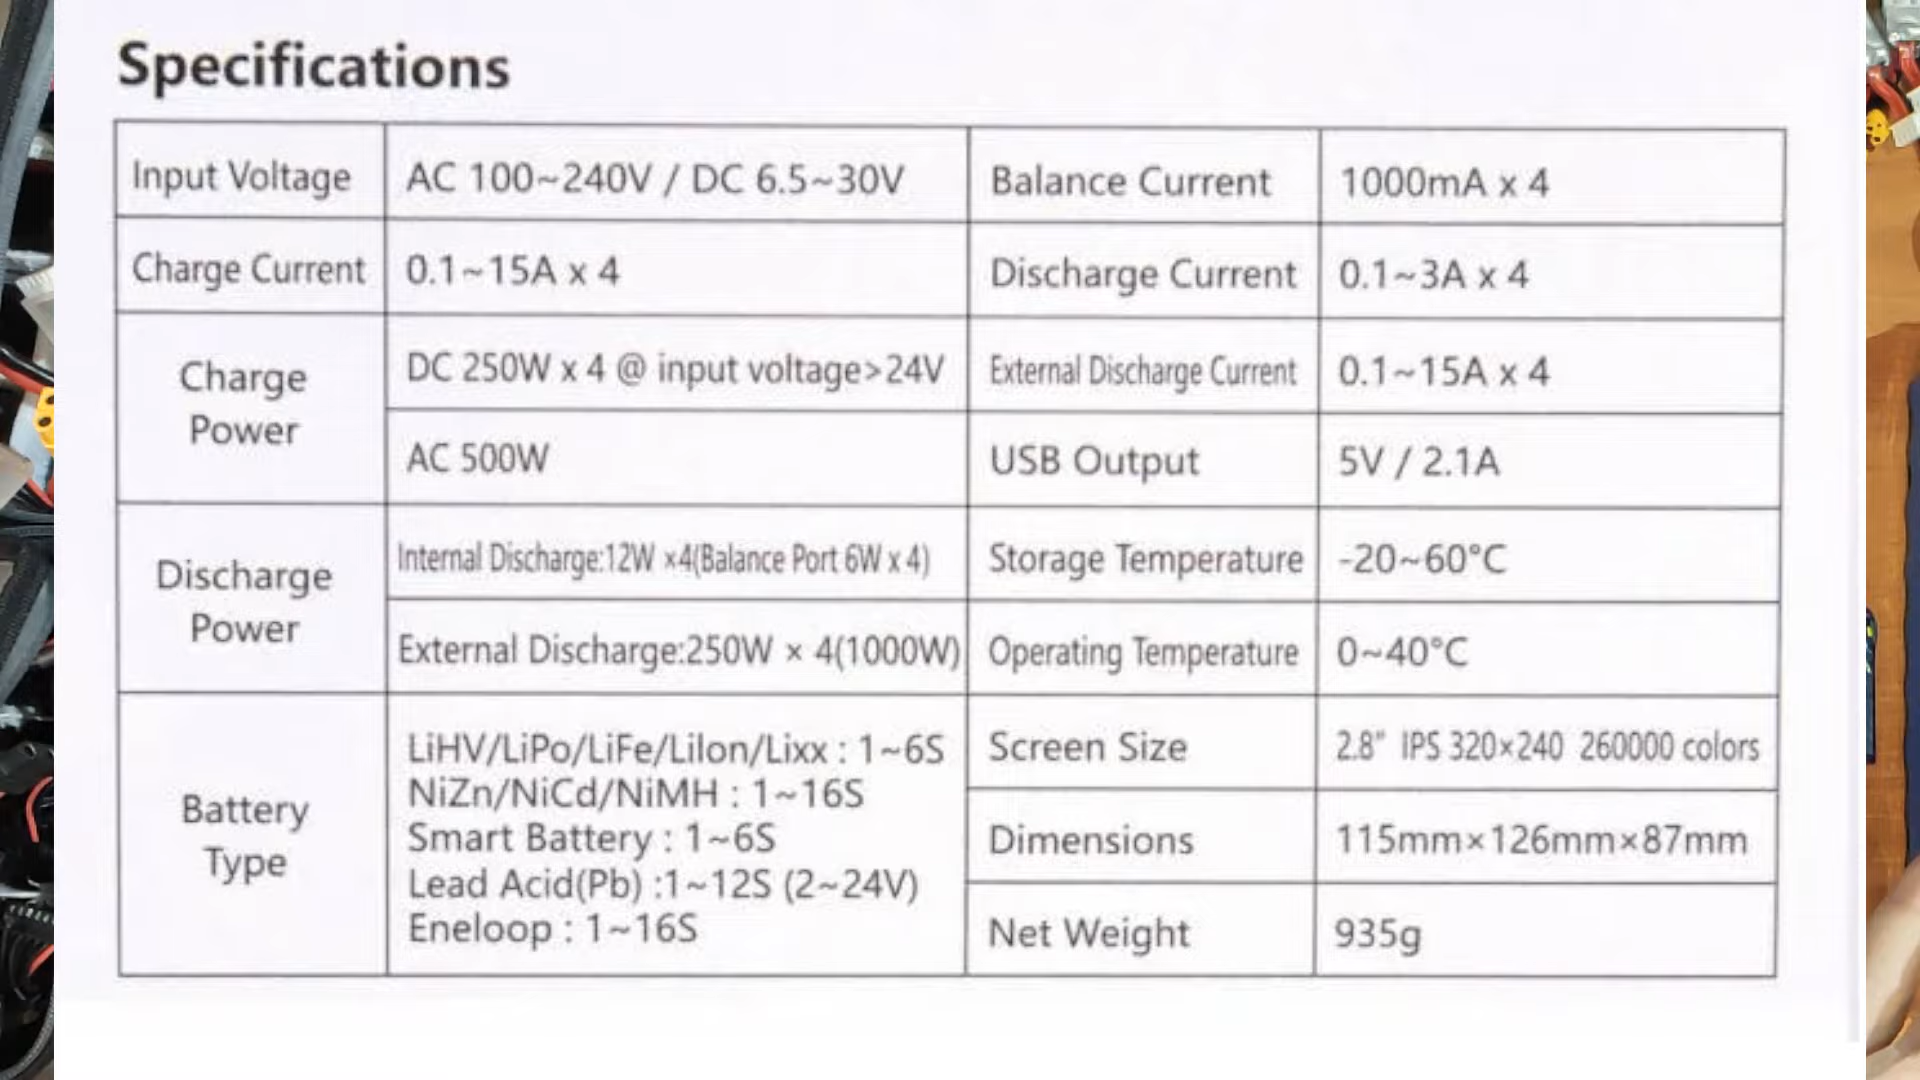 Specifications
Input Voltage
AC 100~240V / DC 6.5~30V
Balance Current
1000mA x 4
Charge Current
0.1~15A x 4
Discharge Current
0.1~3A x 4
Charge
Power
DC 250W x 4 @ input voltage>24V
External Discharge Current
0.1~15A x 4
AC 500W
USB Output
5V / 2.1A
Discharge
Power
Internal Discharge:12W ×4(Balance Port 6W x 4)
Storage Temperature
-20~60°C
External Discharge:250W × 4(1000W)
Operating Temperature
0~40°C
Battery
Type
LiHV/LiPo/LiFe/LiIon/Lixx : 1~6S
NiZn/NiCd/NiMH : 1~16S
Smart Battery : 1~6S
Lead Acid(Pb) :1~12S (2~24V)
Eneloop : 1~16S
Screen Size
2.8" IPS 320×240 260000 colors
Dimensions
115mm×126mm×87mm
Net Weight
935g